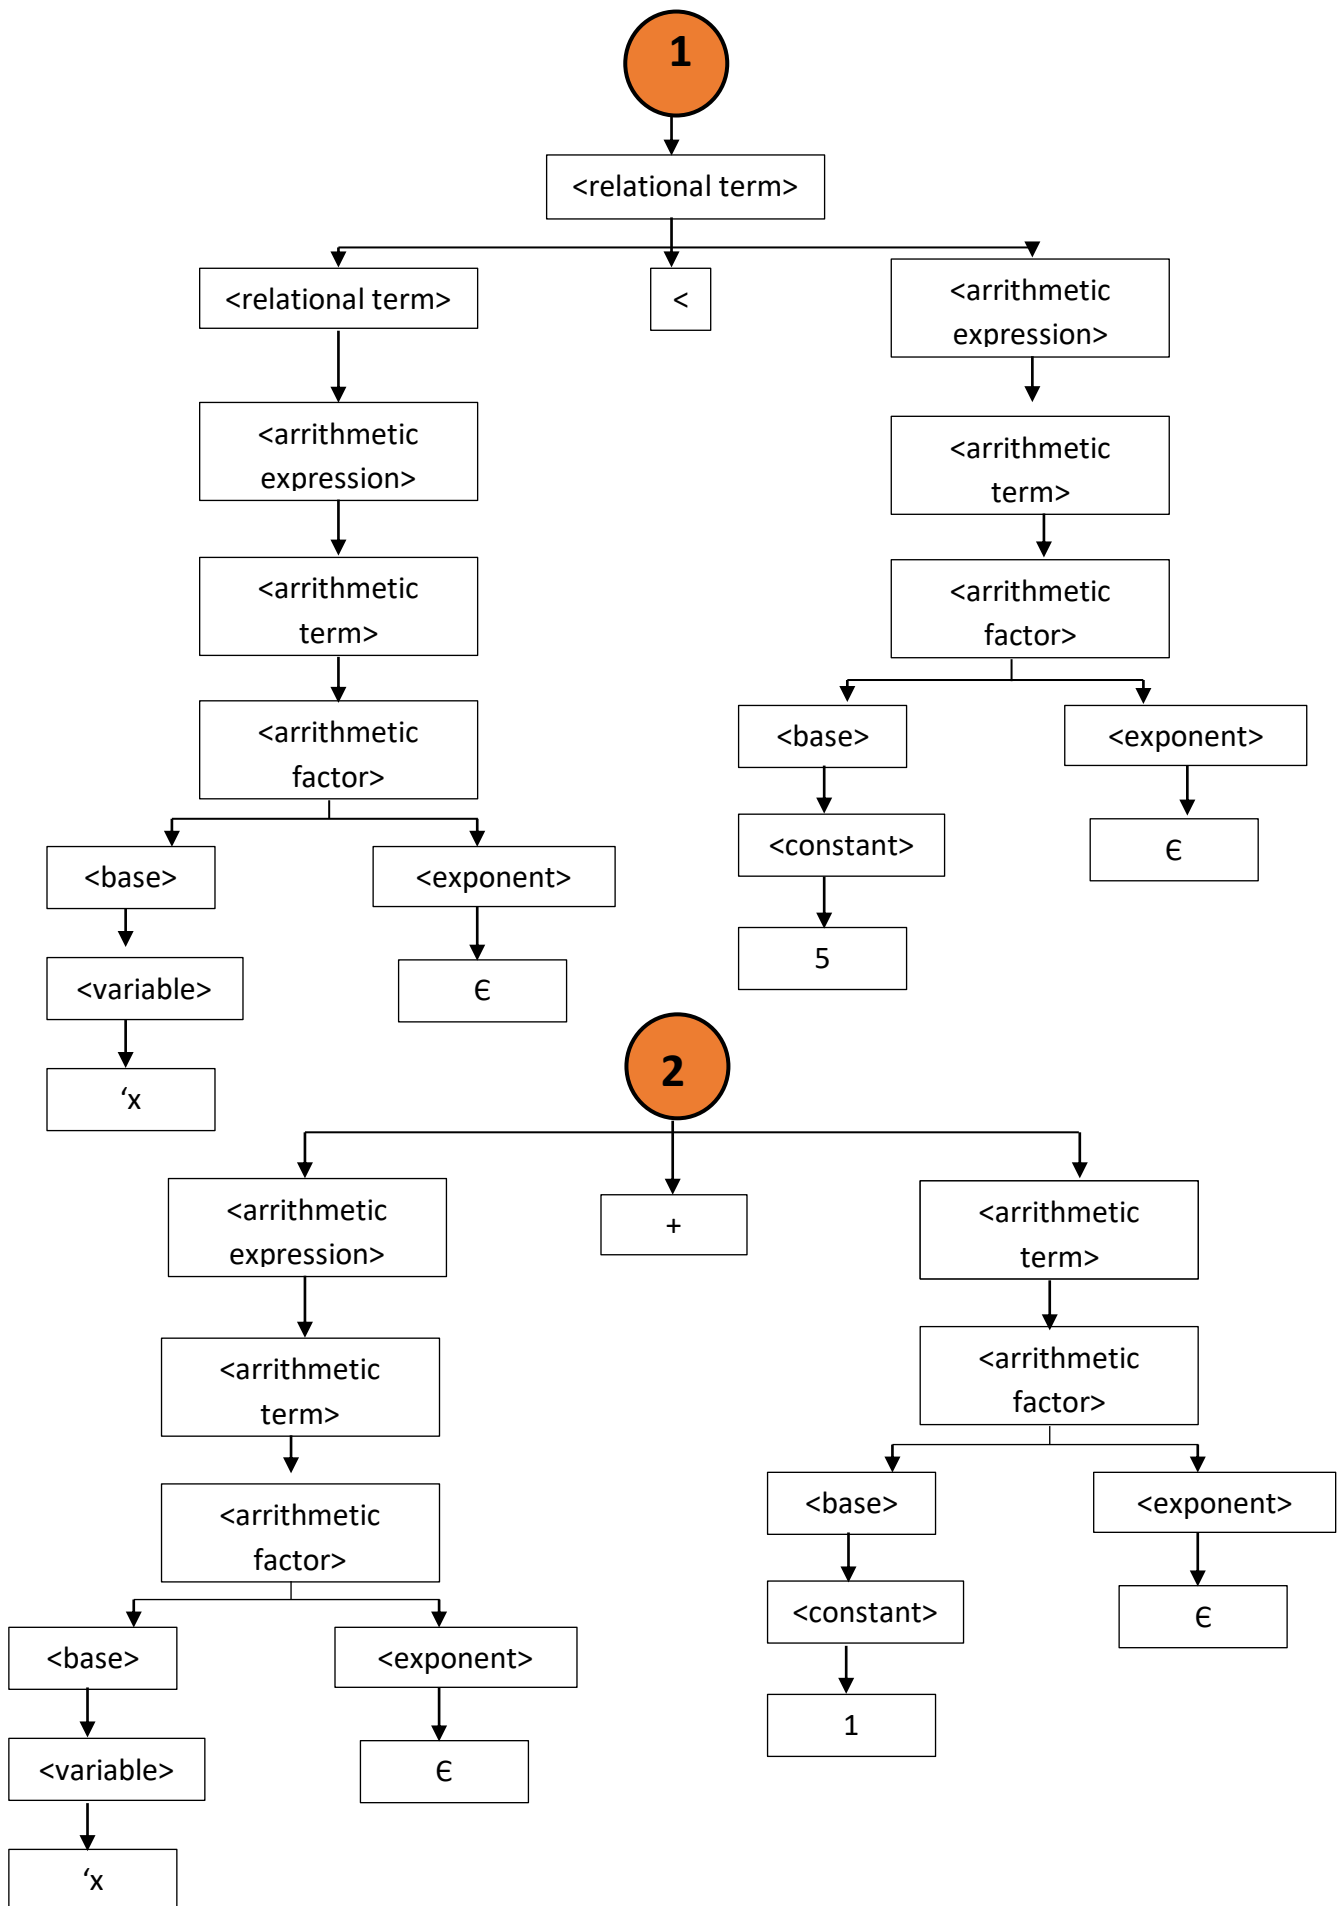 1
<relational term>
<relational term>
<
<arrithmetic
expression>
<arrithmetic
expression>
<arrithmetic
term>
<arrithmetic
term>
<arrithmetic
factor>
<arrithmetic
factor>
<base>
<exponent>
<base>
<exponent>
<constant>
Є
<variable>
Є
5
‘x
2
<arrithmetic
expression>
+
<arrithmetic
term>
<arrithmetic
term>
<arrithmetic
factor>
<arrithmetic
factor>
<base>
<exponent>
<base>
<exponent>
<constant>
Є
<variable>
Є
1
‘x